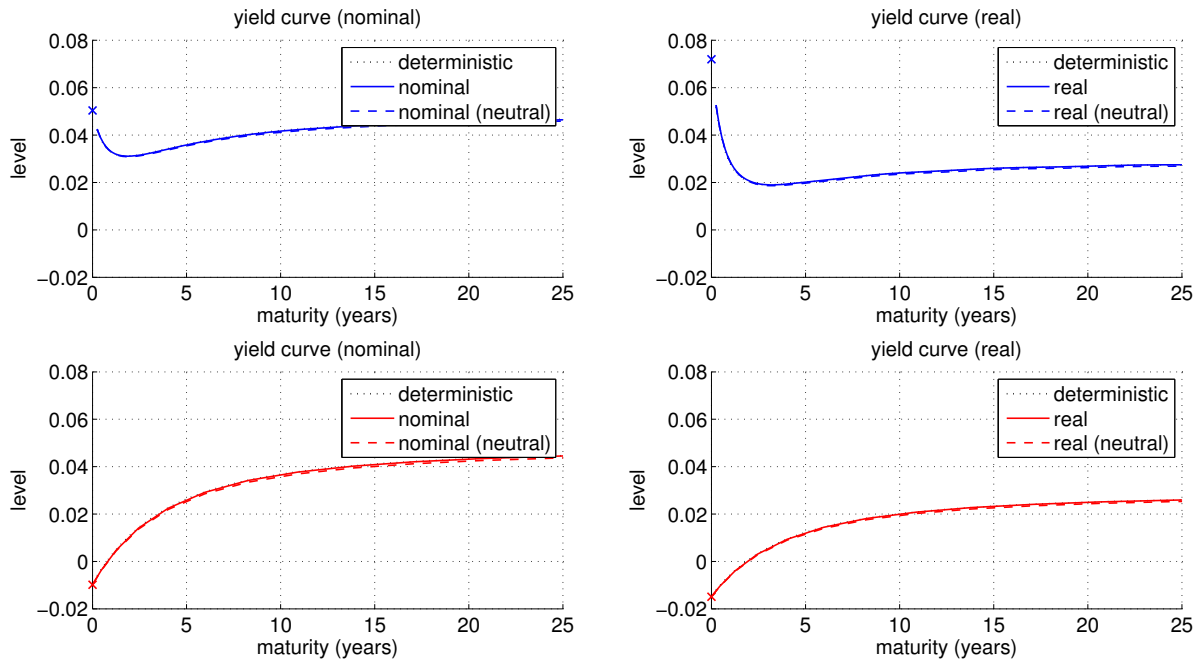 yield curve (nominal)
0.08
0.06
0.04
0.02
0
−0.02
level
0 5 10 15 20 25
maturity (years)
deterministic
nominal
nominal (neutral)
yield curve (real)
0.08
0.06
0.04
0.02
0
−0.02
level
0 5 10 15 20 25
maturity (years)
deterministic
real
real (neutral)
yield curve (nominal)
0.08
0.06
0.04
0.02
0
−0.02
level
0 5 10 15 20 25
maturity (years)
deterministic
nominal
nominal (neutral)
yield curve (real)
0.08
0.06
0.04
0.02
0
−0.02
level
0 5 10 15 20 25
maturity (years)
deterministic
real
real (neutral)